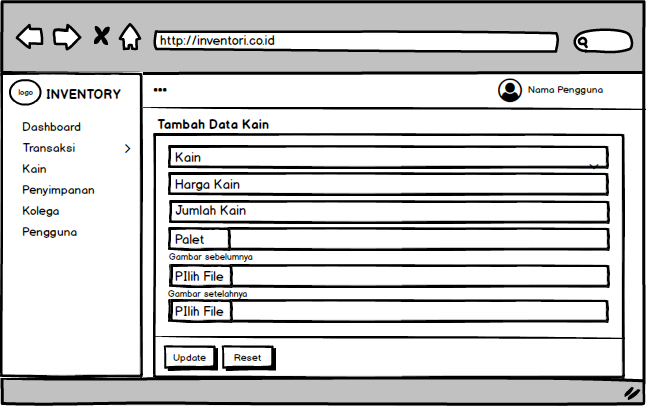 http://inventori.co.id
logo
INVENTORY
•••
Nama Pengguna
Dashboard
Transaksi
Kain
Penyimpanan
Kolega
Pengguna
Tambah Data Kain
Kain
Harga Kain
Jumlah Kain
Palet
Gambar sebelumnya
PIlih File
Gambar setelahnya
PIlih File
Update
Reset